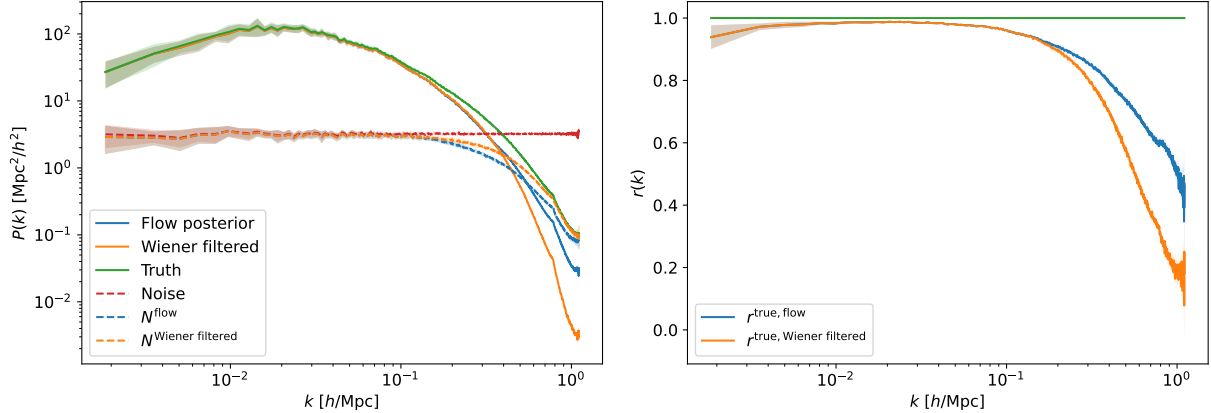 10²
10¹
10⁰
10⁻¹
10⁻²
P(k) [Mpc²/h²]
Flow posterior
Wiener filtered
Truth
Noise
N^flow
N^Wiener filtered
10⁻²
10⁻¹
10⁰
k [h/Mpc]
1.0
0.8
0.6
0.4
0.2
0.0
r(k)
r^true, flow
r^true, Wiener filtered
10⁻²
10⁻¹
10⁰
k [h/Mpc]